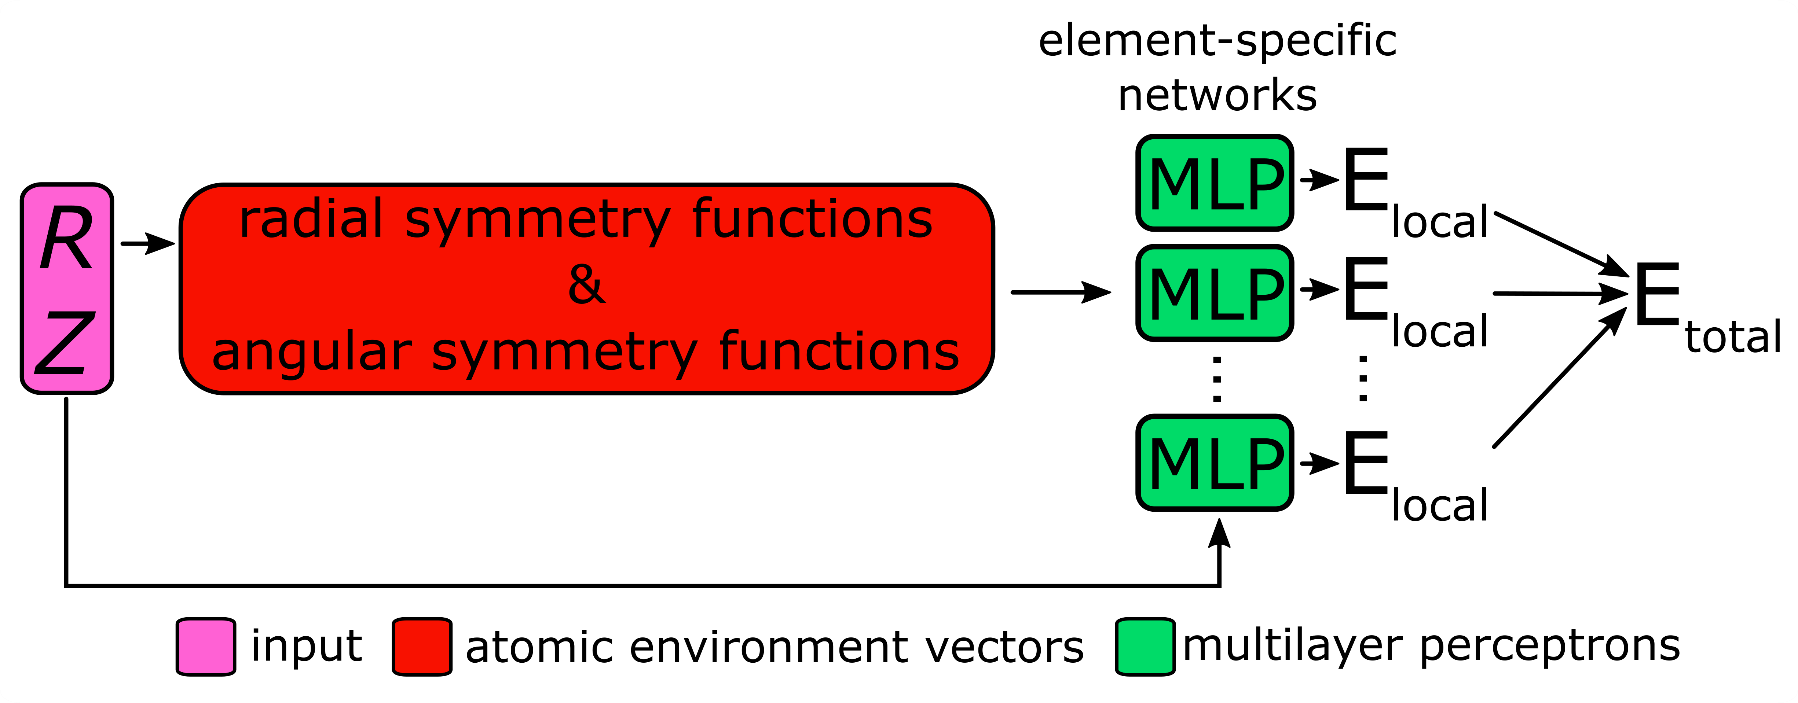 element-specific
networks
R
Z
radial symmetry functions
&
angular symmetry functions
MLP
E local
MLP
E local
MLP
E local
E total
input
atomic environment vectors
multilayer perceptrons